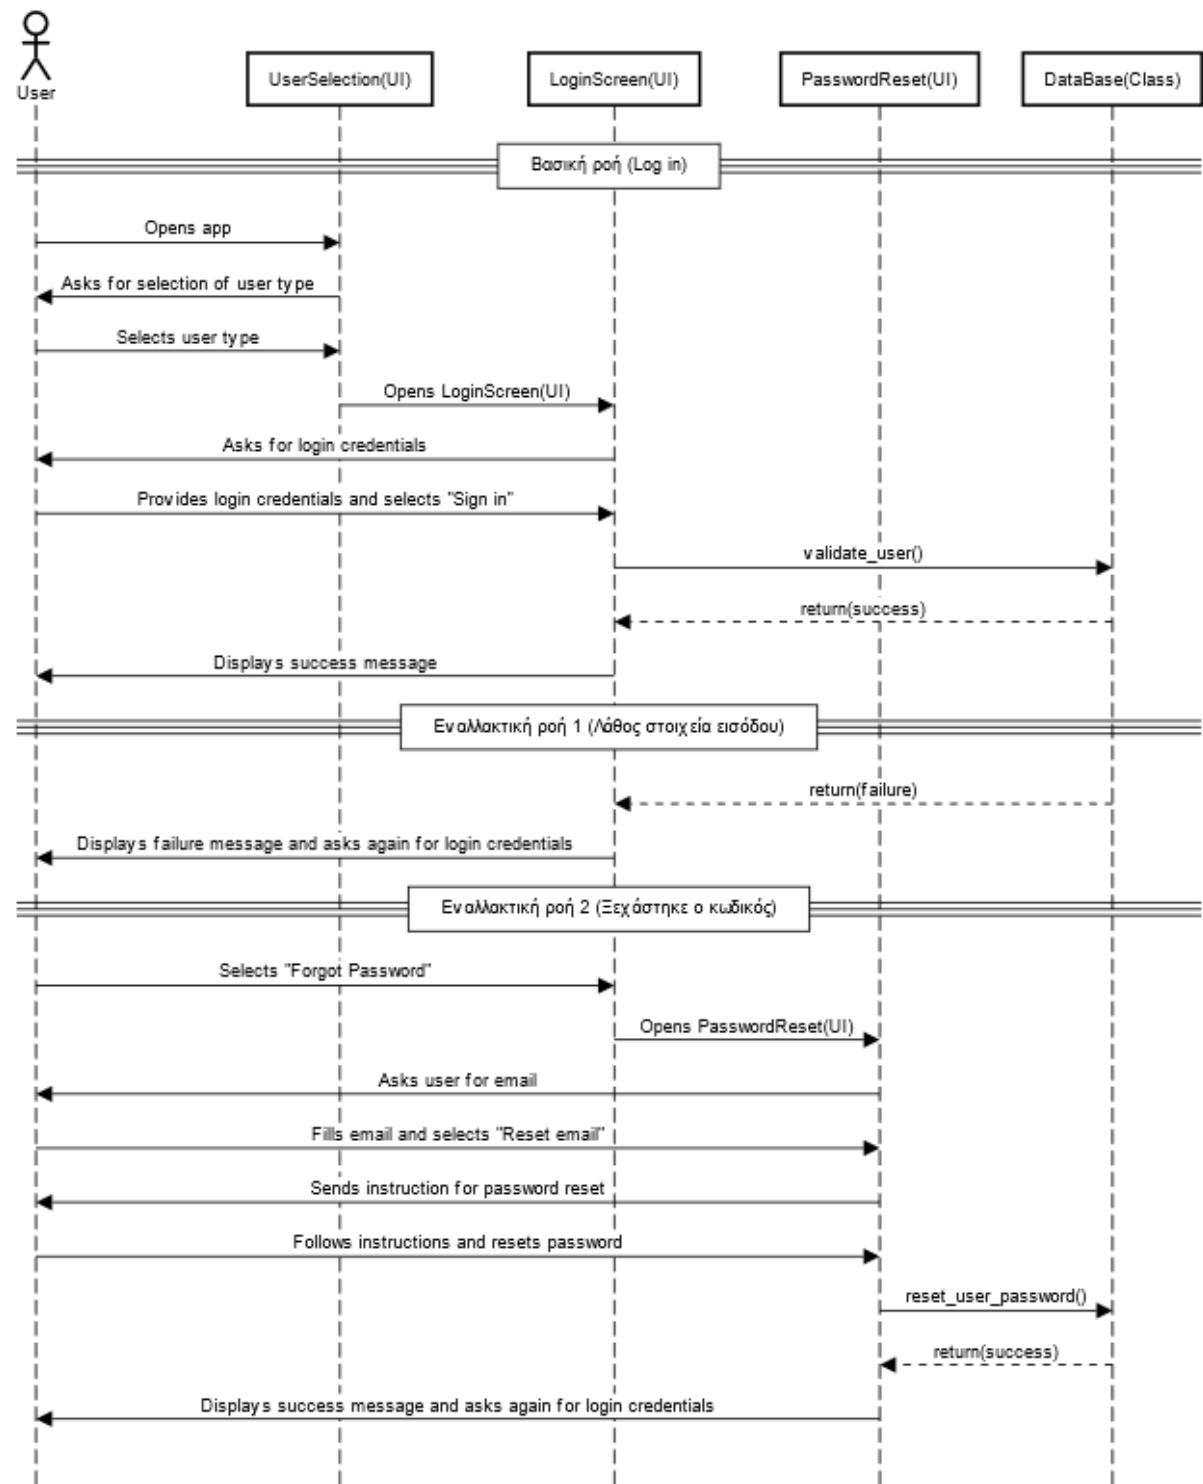 User
UserSelection(UI)
LoginScreen(UI)
PasswordReset(UI)
DataBase(Class)
Βασική ροή (Log in)
Opens app
Asks for selection of user type
Selects user type
Opens LoginScreen(UI)
Asks for login credentials
Provides login credentials and selects "Sign in"
validate_user()
return(success)
Displays success message
Εναλλακτική ροή 1 (Λάθος στοιχεία εισόδου)
return(failure)
Displays failure message and asks again for login credentials
Εναλλακτική ροή 2 (Ξεχάστηκε ο κωδικός)
Selects "Forgot Password"
Opens PasswordReset(UI)
Asks user for email
Fills email and selects "Reset email"
Sends instruction for password reset
Follows instructions and resets password
reset_user_password()
return(success)
Displays success message and asks again for login credentials